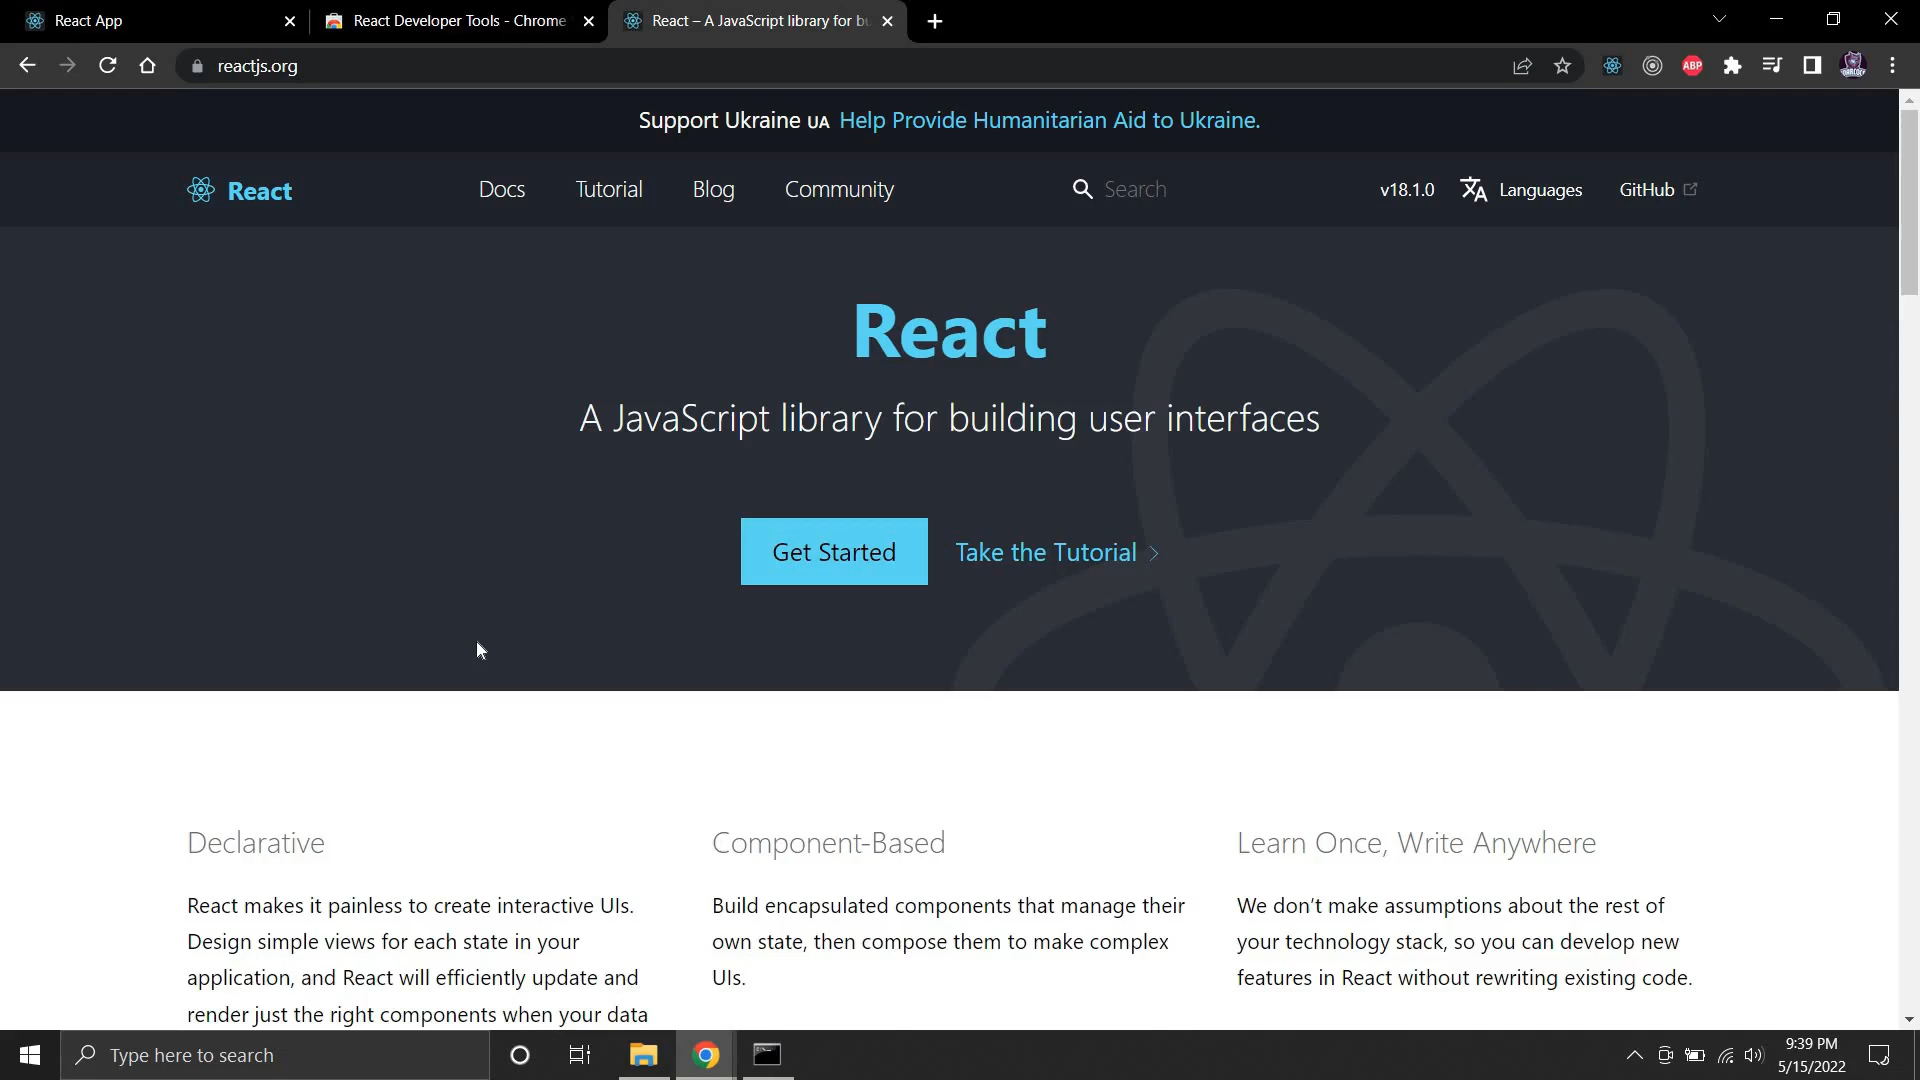 React App
React Developer Tools - Chrome
React – A JavaScript library for bu
reactjs.org
ABP
Support Ukraine UA Help Provide Humanitarian Aid to Ukraine.
React
Docs
Tutorial
Blog
Community
Search
v18.1.0
Languages
GitHub
React
A JavaScript library for building user interfaces
Get Started
Take the Tutorial
Declarative
React makes it painless to create interactive UIs.
Design simple views for each state in your
application, and React will efficiently update and
render just the right components when your data
Component-Based
Build encapsulated components that manage their
own state, then compose them to make complex
UIs.
Learn Once, Write Anywhere
We don’t make assumptions about the rest of
your technology stack, so you can develop new
features in React without rewriting existing code.
Type here to search
9:39 PM
5/15/2022